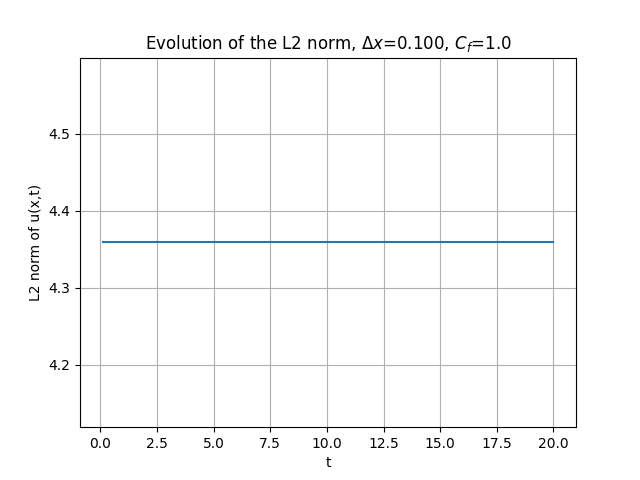 Evolution of the L2 norm, Δx=0.100, C_f=1.0
4.5
4.4
4.3
4.2
L2 norm of u(x,t)
0.0 2.5 5.0 7.5 10.0 12.5 15.0 17.5 20.0
t